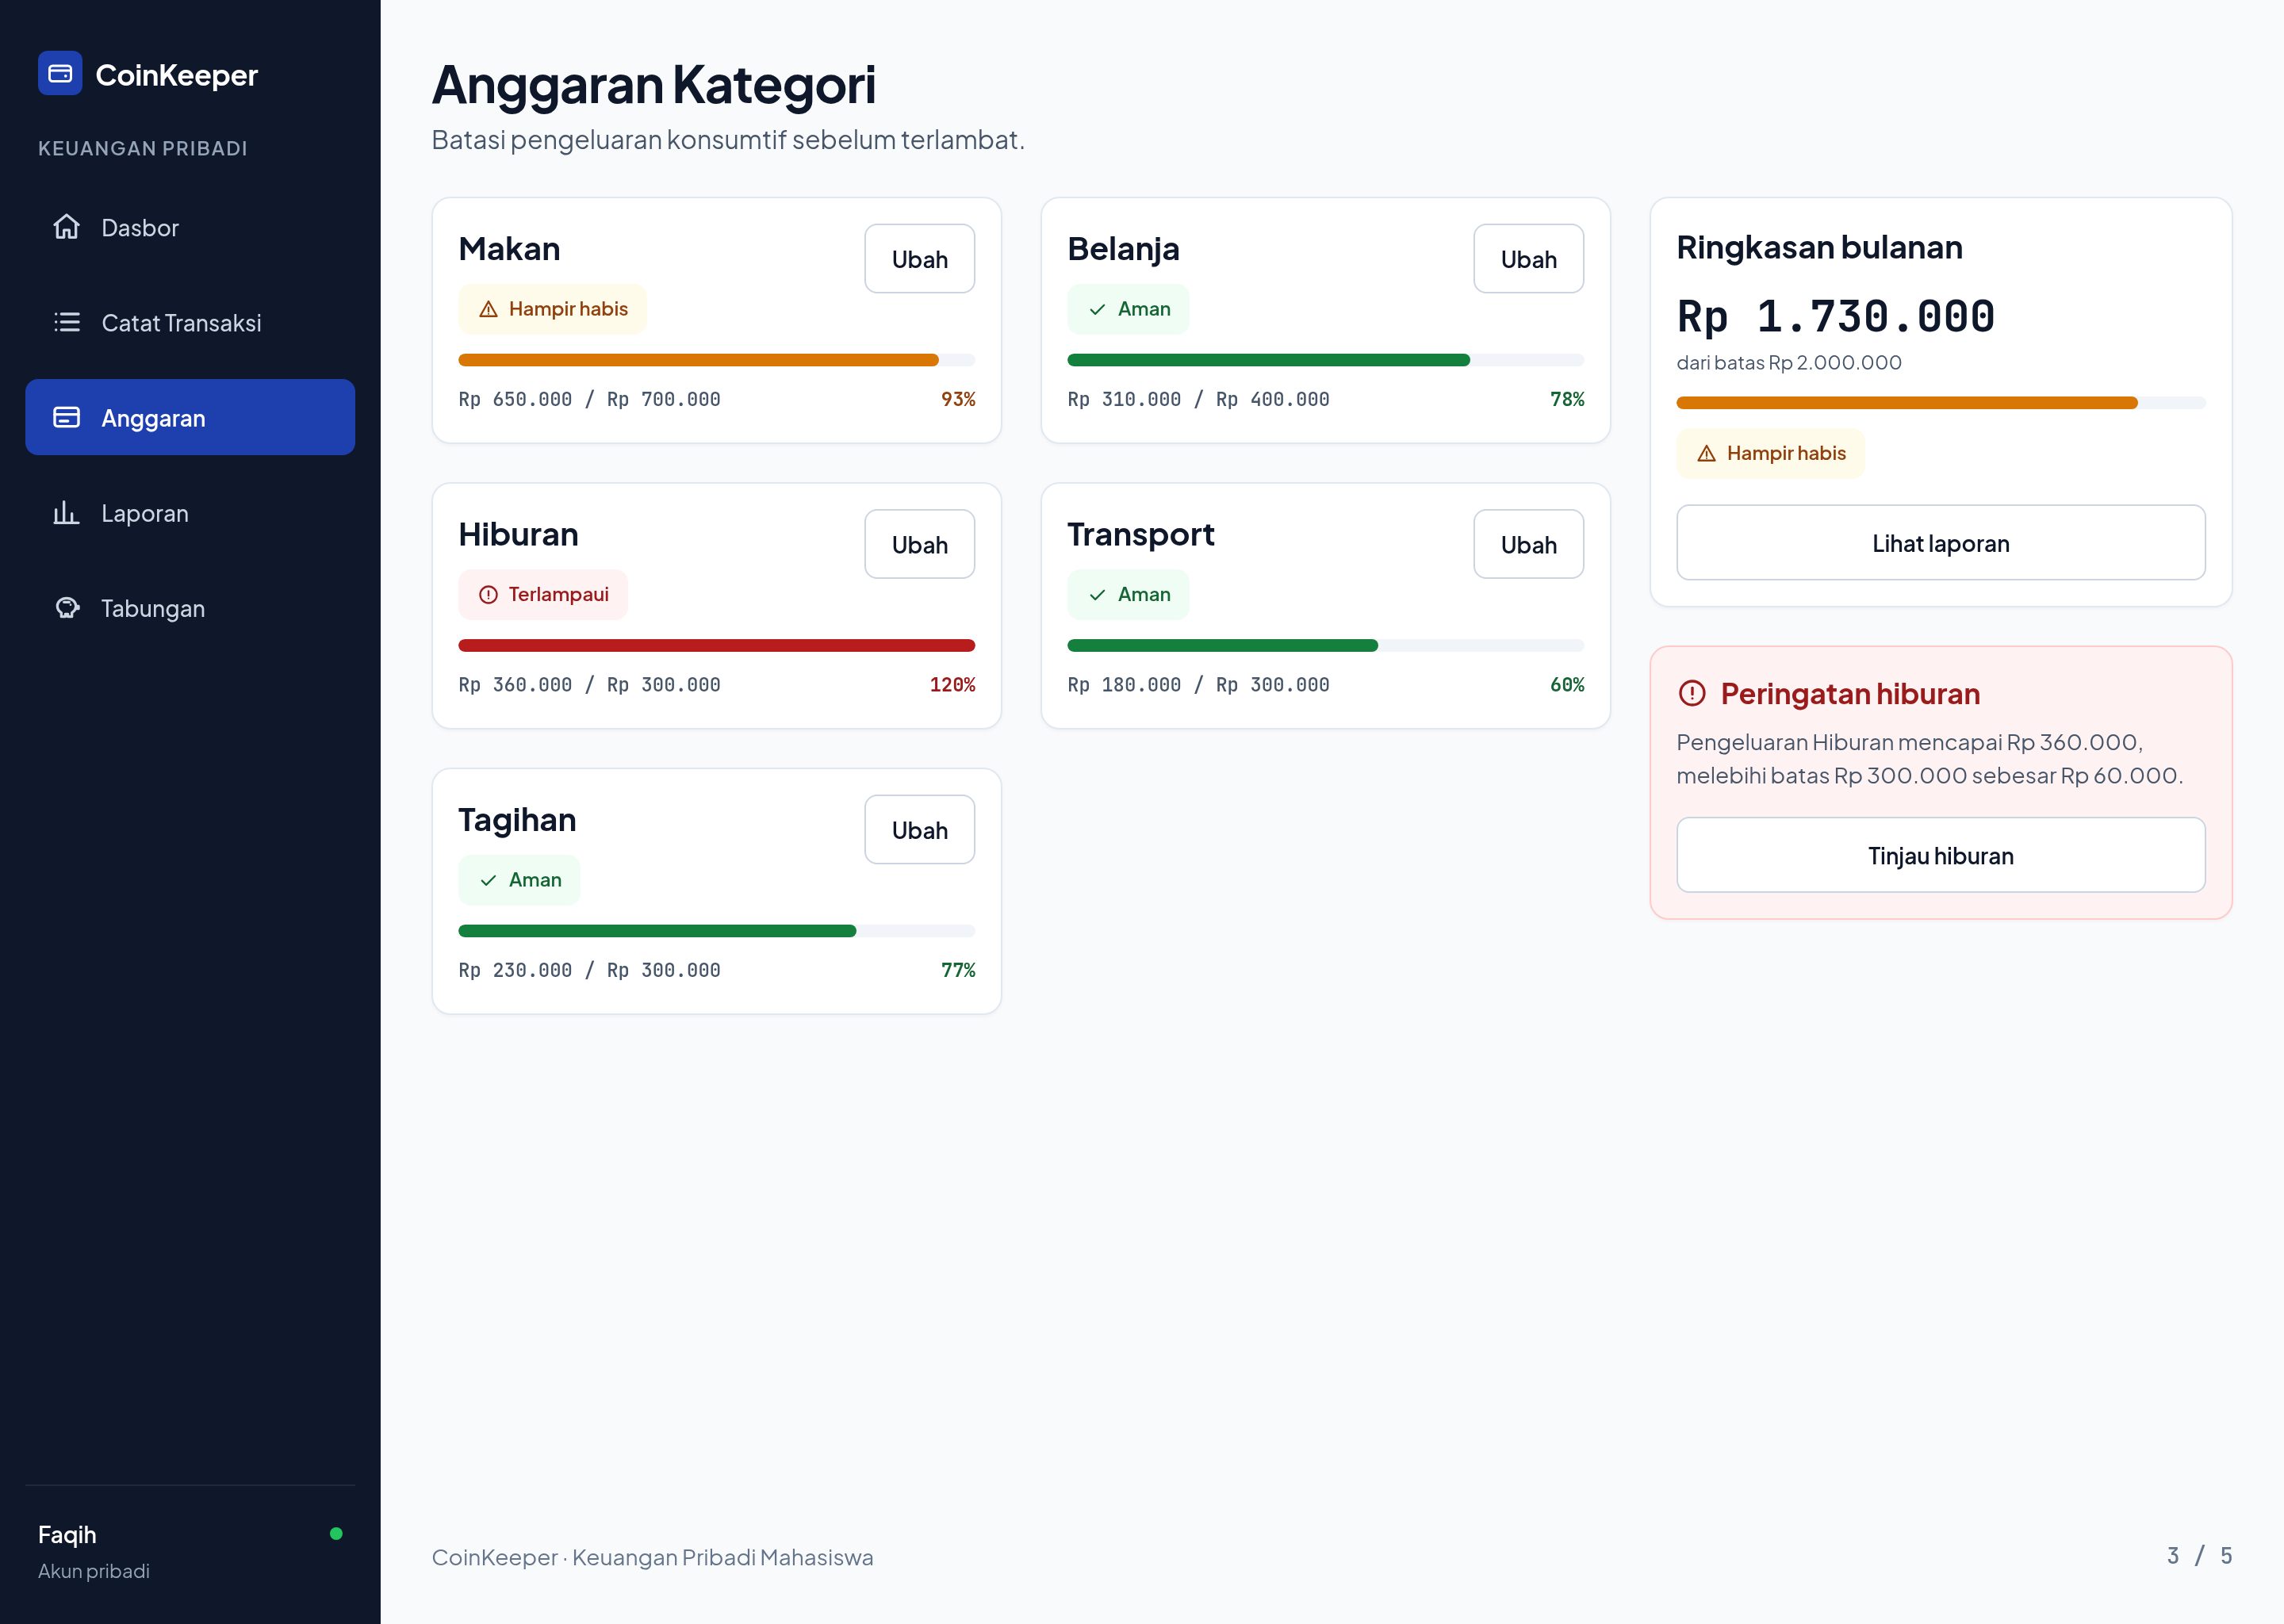 CoinKeeper
KEUANGAN PRIBADI
Dasbor
Catat Transaksi
Anggaran
Laporan
Tabungan
Faqih
Akun pribadi
Anggaran Kategori
Batasi pengeluaran konsumtif sebelum terlambat.
Makan
Ubah
Hampir habis
Rp 650.000 / Rp 700.000
93%
Belanja
Ubah
Aman
Rp 310.000 / Rp 400.000
78%
Hiburan
Ubah
Terlampaui
Rp 360.000 / Rp 300.000
120%
Transport
Ubah
Aman
Rp 180.000 / Rp 300.000
60%
Tagihan
Ubah
Aman
Rp 230.000 / Rp 300.000
77%
Ringkasan bulanan
Rp 1.730.000
dari batas Rp 2.000.000
Hampir habis
Lihat laporan
Peringatan hiburan
Pengeluaran Hiburan mencapai Rp 360.000,
melebihi batas Rp 300.000 sebesar Rp 60.000.
Tinjau hiburan
CoinKeeper · Keuangan Pribadi Mahasiswa
3 / 5